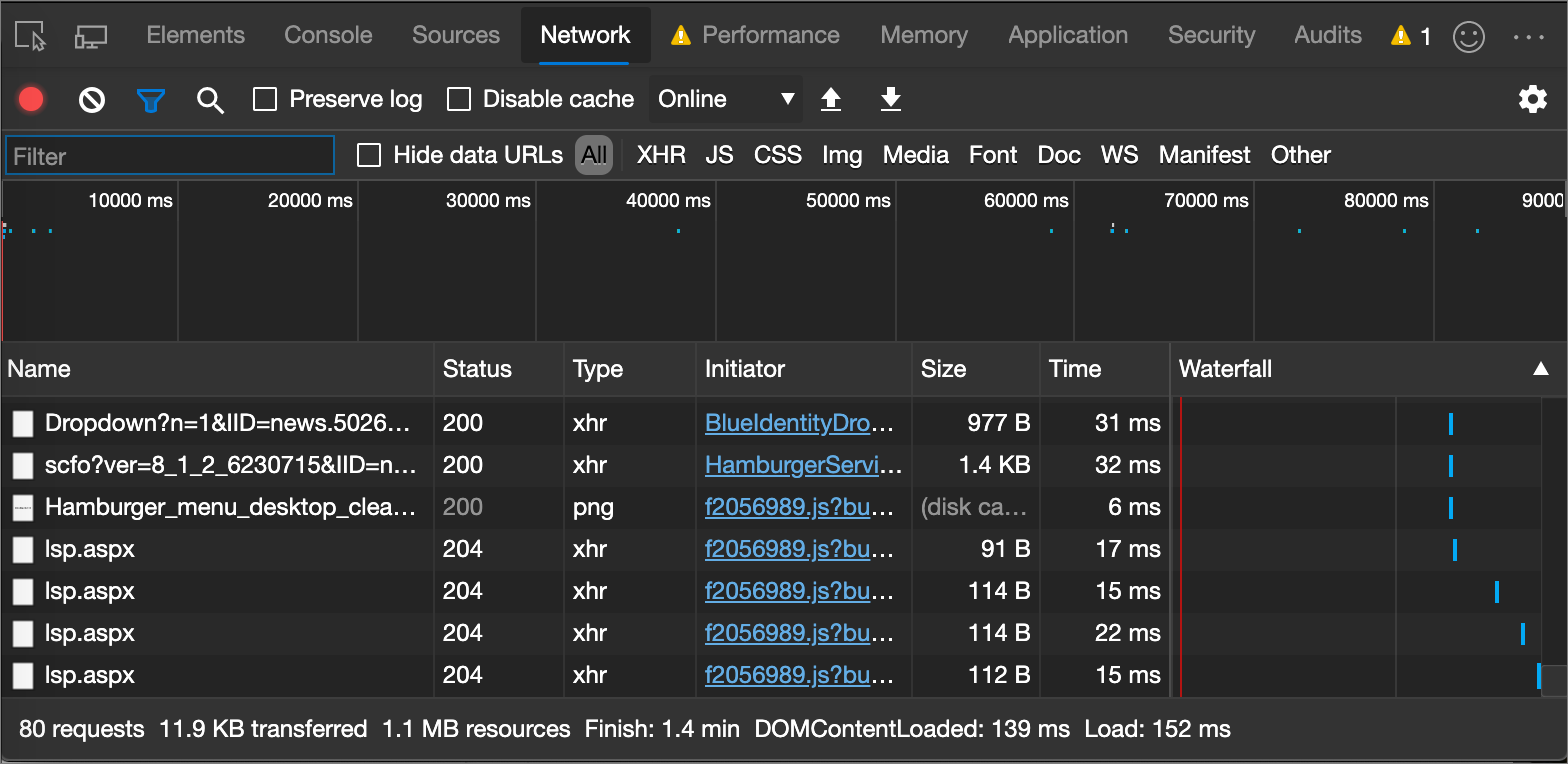 Elements Console Sources Network Performance Memory Application Security Audits 1
Preserve log Disable cache Online
Filter Hide data URLs All XHR JS CSS Img Media Font Doc WS Manifest Other
10000 ms 20000 ms 30000 ms 40000 ms 50000 ms 60000 ms 70000 ms 80000 ms 9000
Name Status Type Initiator Size Time Waterfall
Dropdown?n=1&IID=news.5026... 200 xhr BlueIdentityDro... 977 B 31 ms
scfo?ver=8_1_2_6230715&IID=n... 200 xhr HamburgerServi... 1.4 KB 32 ms
Hamburger_menu_desktop_clea... 200 png f2056989.js?bu... (disk ca... 6 ms
lsp.aspx 204 xhr f2056989.js?bu... 91 B 17 ms
lsp.aspx 204 xhr f2056989.js?bu... 114 B 15 ms
lsp.aspx 204 xhr f2056989.js?bu... 114 B 22 ms
lsp.aspx 204 xhr f2056989.js?bu... 112 B 15 ms
80 requests 11.9 KB transferred 1.1 MB resources Finish: 1.4 min DOMContentLoaded: 139 ms Load: 152 ms